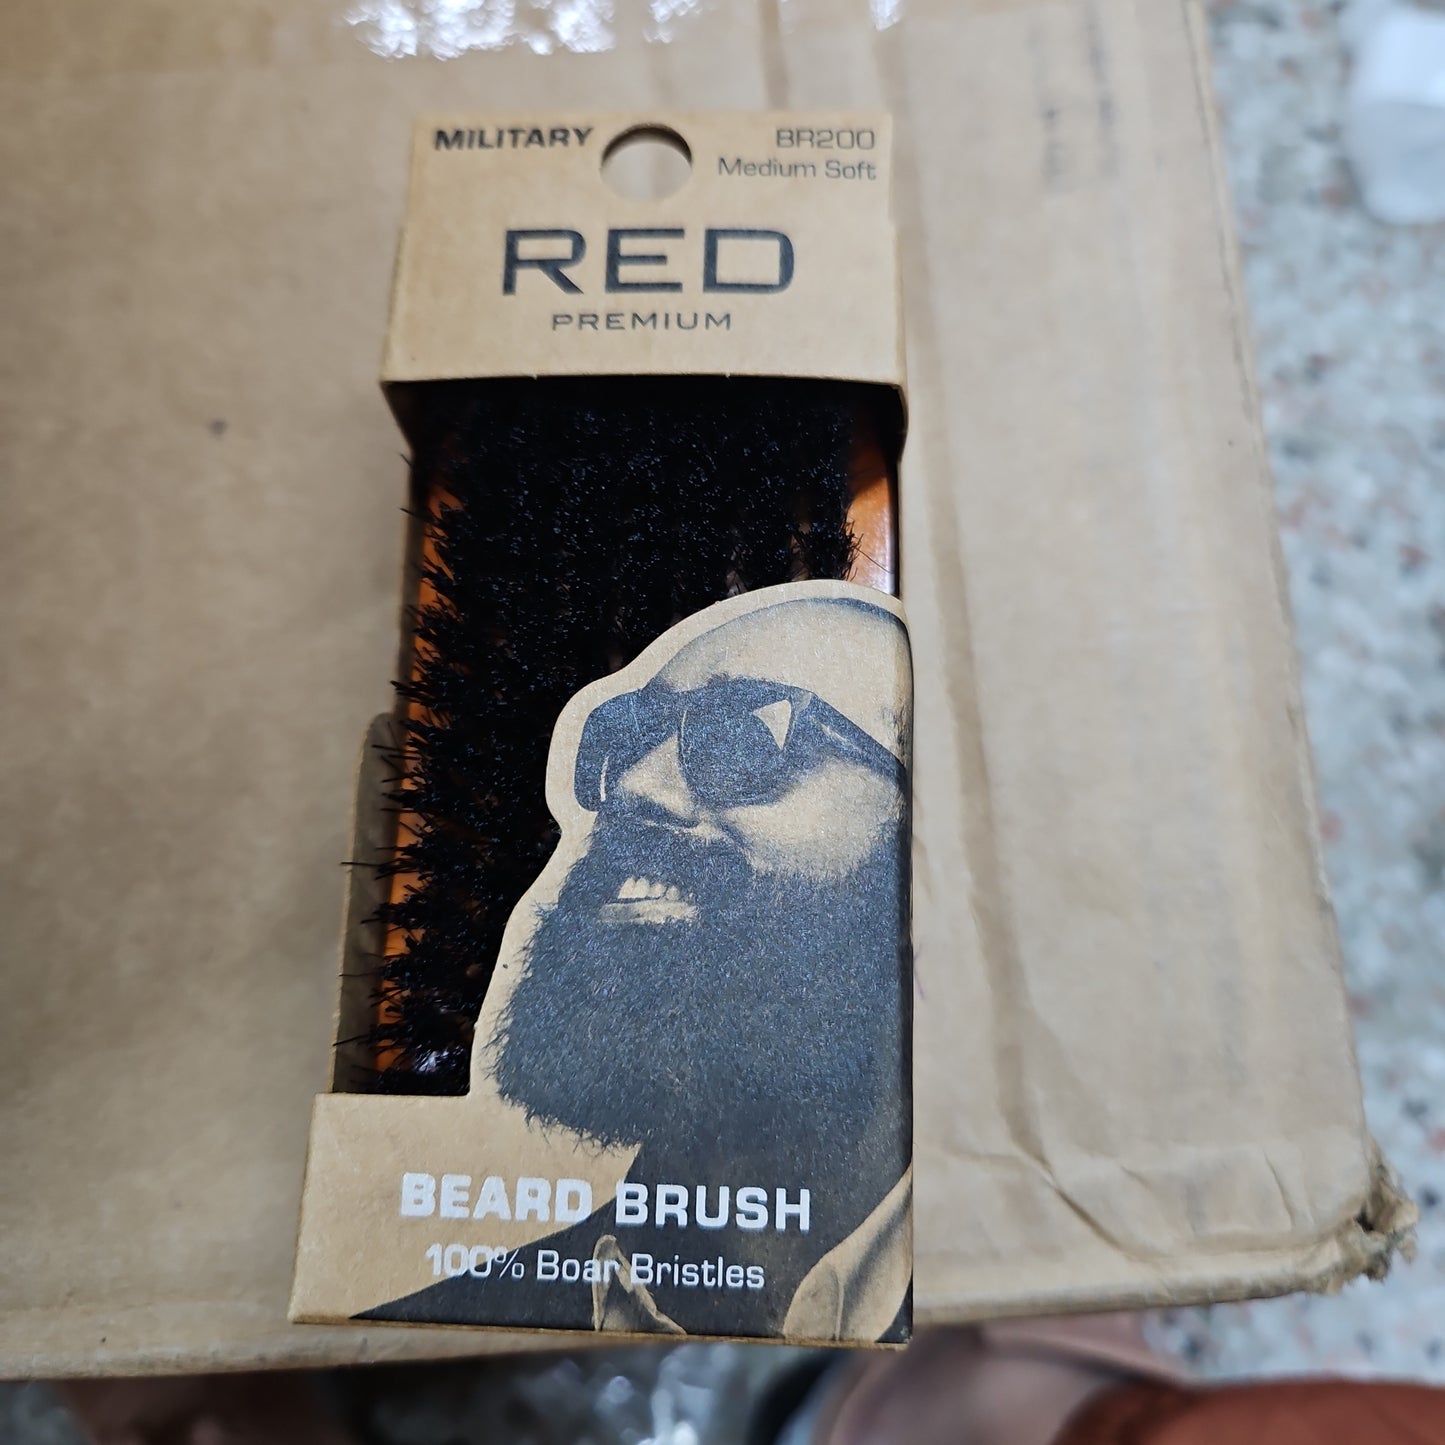 MILITARY
BR200
Medium Soft
RED
PREMIUM
BEARD BRUSH
100% Boar Bristles